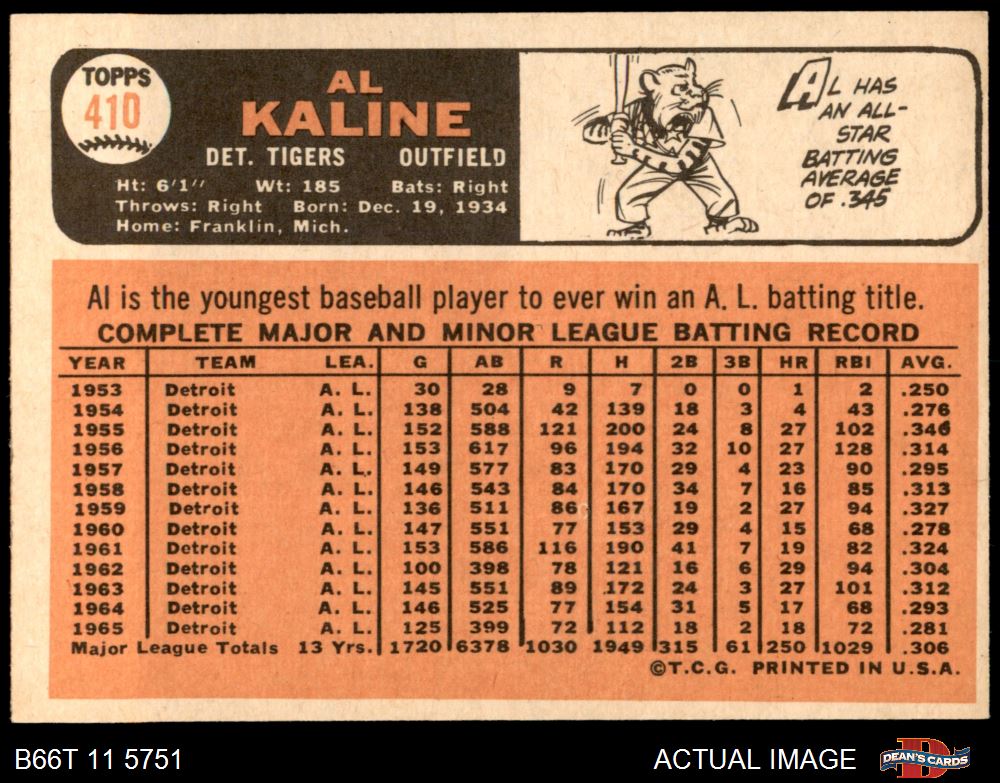 TOPPS
410
AL
KALINE
DET. TIGERS OUTFIELD
Ht: 6'1" Wt: 185 Bats: Right
Throws: Right Born: Dec. 19, 1934
Home: Franklin, Mich.
AL HAS
AN ALL-
STAR
BATTING
AVERAGE
OF .345
Al is the youngest baseball player to ever win an A. L. batting title.
COMPLETE MAJOR AND MINOR LEAGUE BATTING RECORD
YEAR TEAM LEA. G AB R H 2B 3B HR RBI AVG.
1953 Detroit A. L. 30 28 9 7 0 0 1 2 .250
1954 Detroit A. L. 138 504 42 139 18 3 4 43 .276
1955 Detroit A. L. 152 588 121 200 24 8 27 102 .346
1956 Detroit A. L. 153 617 96 194 32 10 27 128 .314
1957 Detroit A. L. 149 577 83 170 29 4 23 90 .295
1958 Detroit A. L. 146 543 84 170 34 7 16 85 .313
1959 Detroit A. L. 136 511 86 167 19 2 27 94 .327
1960 Detroit A. L. 147 551 77 153 29 4 15 68 .278
1961 Detroit A. L. 153 586 116 190 41 7 19 82 .324
1962 Detroit A. L. 100 398 78 121 16 6 29 94 .304
1963 Detroit A. L. 145 551 89 172 24 3 27 101 .312
1964 Detroit A. L. 146 525 77 154 31 5 17 68 .293
1965 Detroit A. L. 125 399 72 112 18 2 18 72 .281
Major League Totals 13 Yrs. 1720 6378 1030 1949 315 61 250 1029 .306
©T.C.G. PRINTED IN U.S.A.
B66T 11 5751 ACTUAL IMAGE DEAN'S CARDS